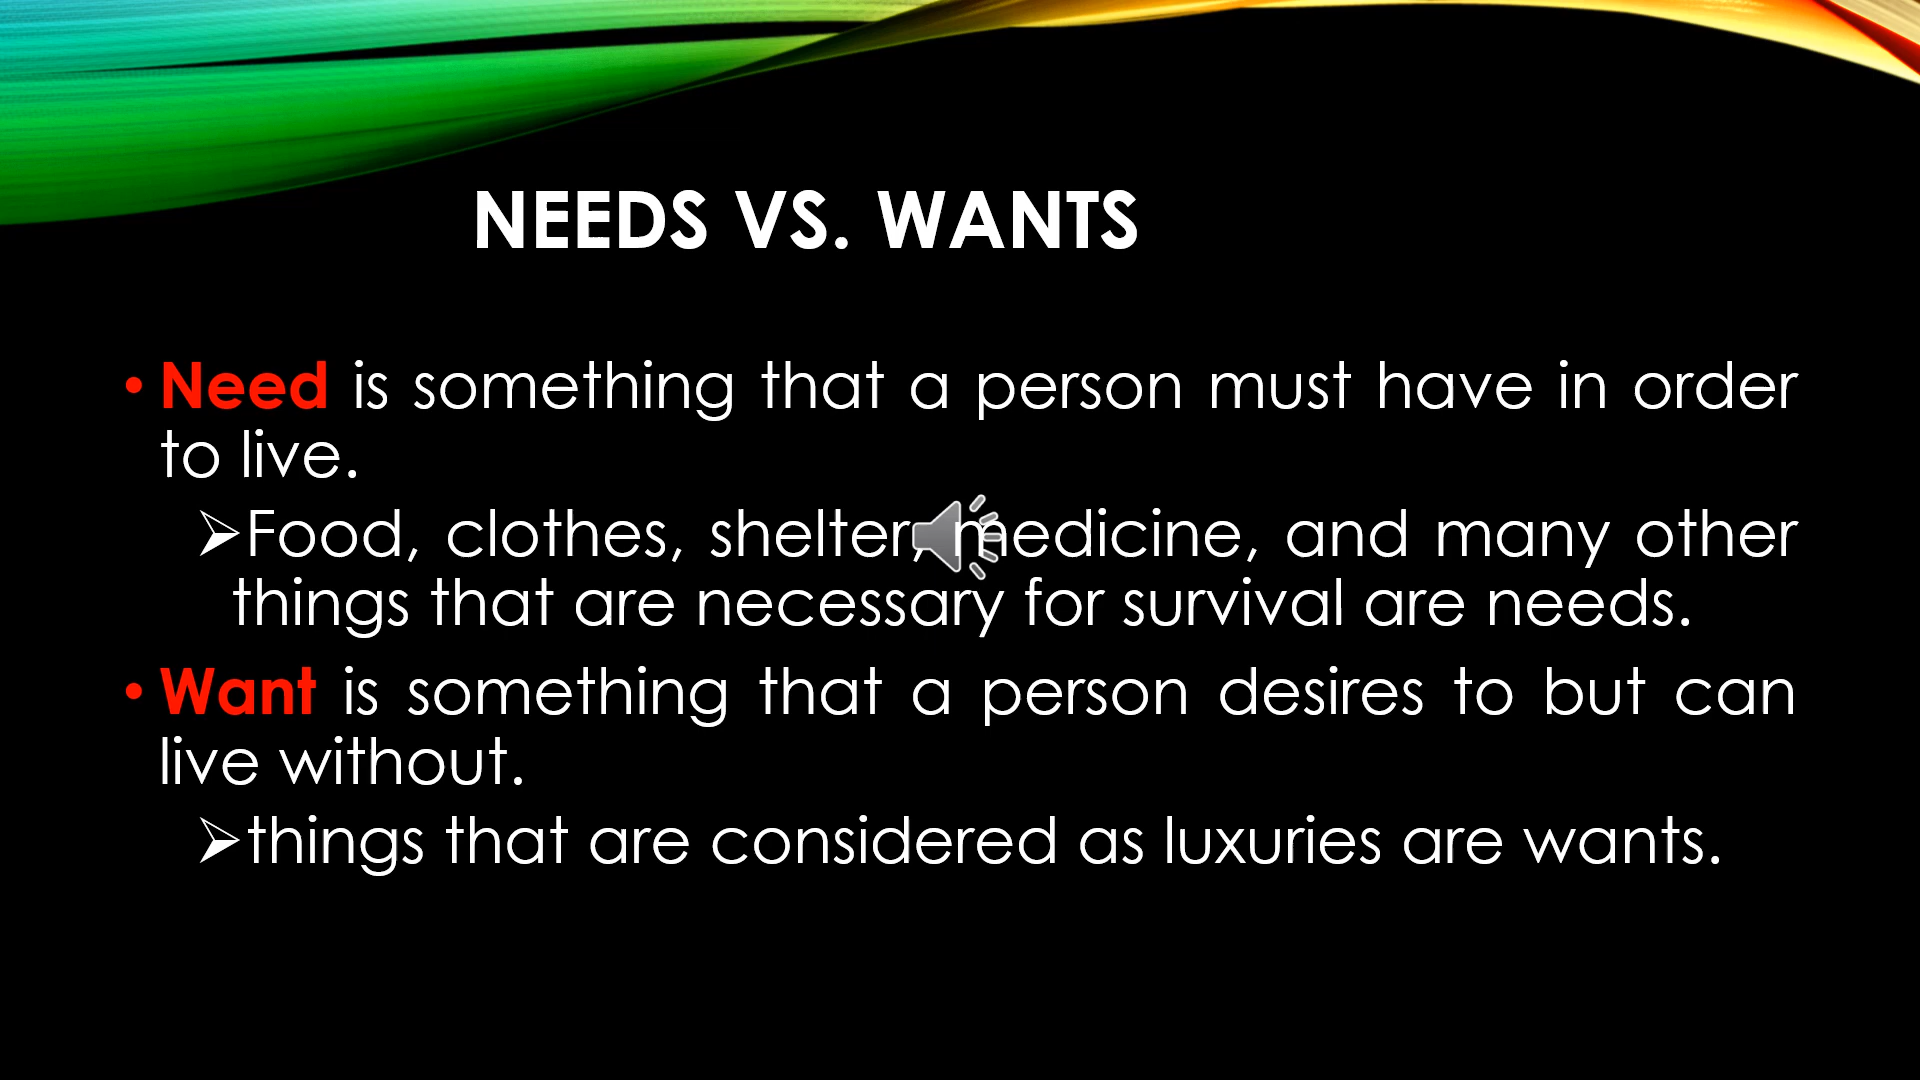 NEEDS VS. WANTS
• Need is something that a person must have in order
to live.
➢Food, clothes, shelter, medicine, and many other
things that are necessary for survival are needs.
• Want is something that a person desires to but can
live without.
➢things that are considered as luxuries are wants.